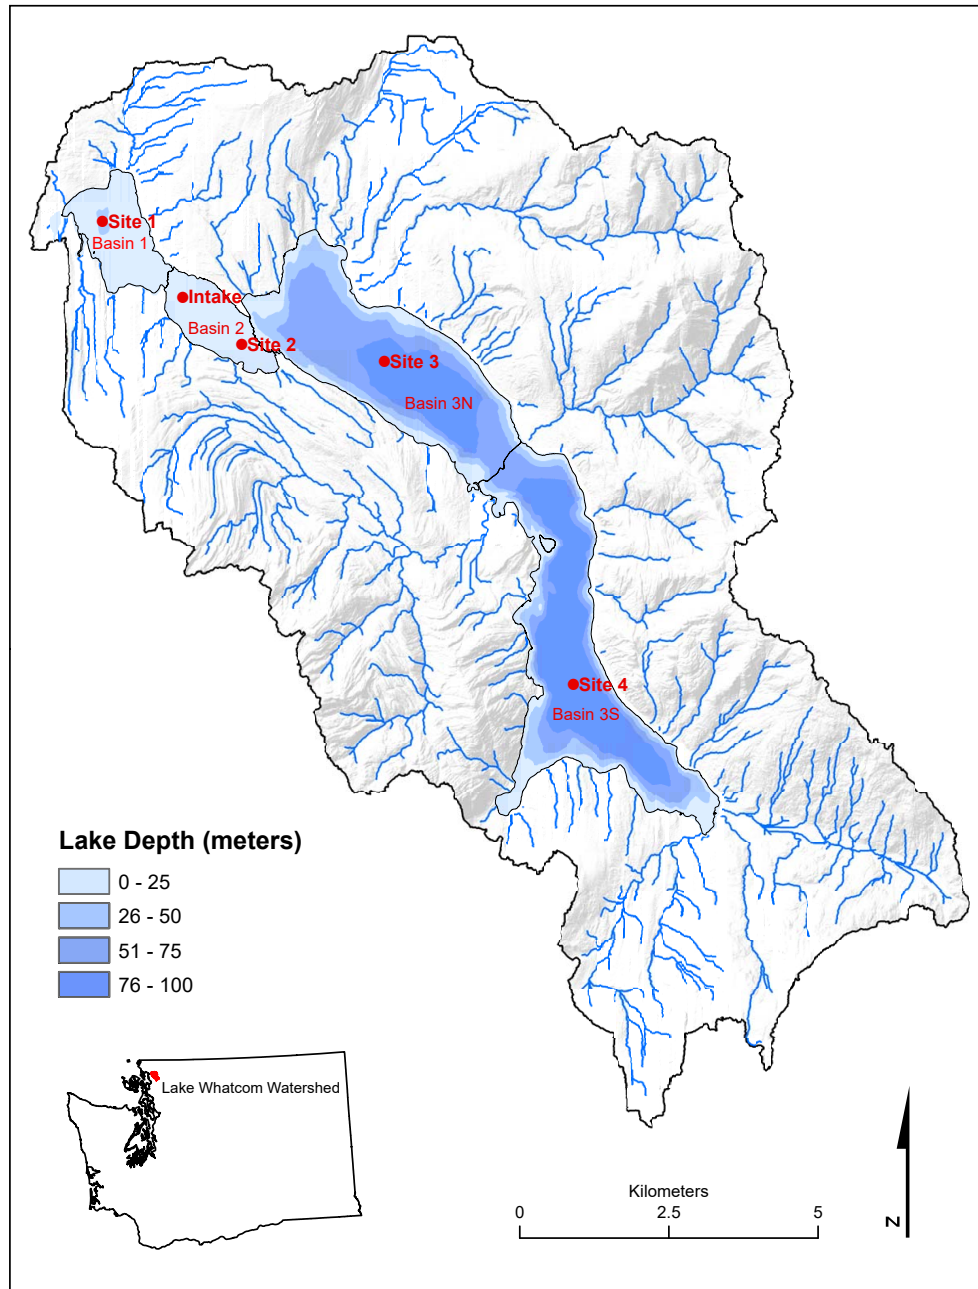 Site 1
Basin 1
Intake
Basin 2
Site 2
Site 3
Basin 3N
Site 4
Basin 3S
Lake Depth (meters)
0 - 25
26 - 50
51 - 75
76 - 100
Lake Whatcom Watershed
Kilometers
0 2.5 5
N